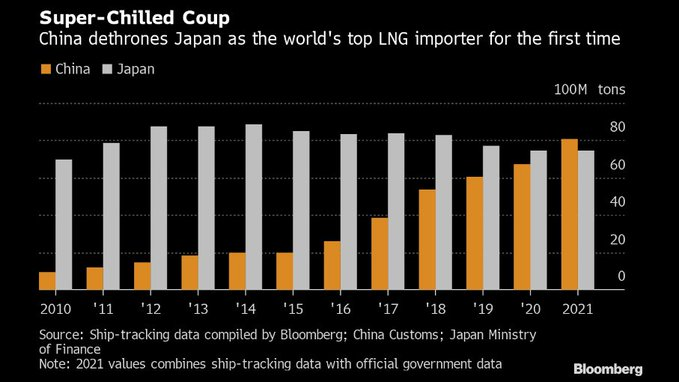 Super-Chilled Coup
China dethrones Japan as the world's top LNG importer for the first time
China Japan
100M tons
80
60
40
20
0
2010 '11 '12 '13 '14 '15 '16 '17 '18 '19 '20 2021
Source: Ship-tracking data compiled by Bloomberg; China Customs; Japan Ministry
of Finance
Note: 2021 values combines ship-tracking data with official government data
Bloomberg